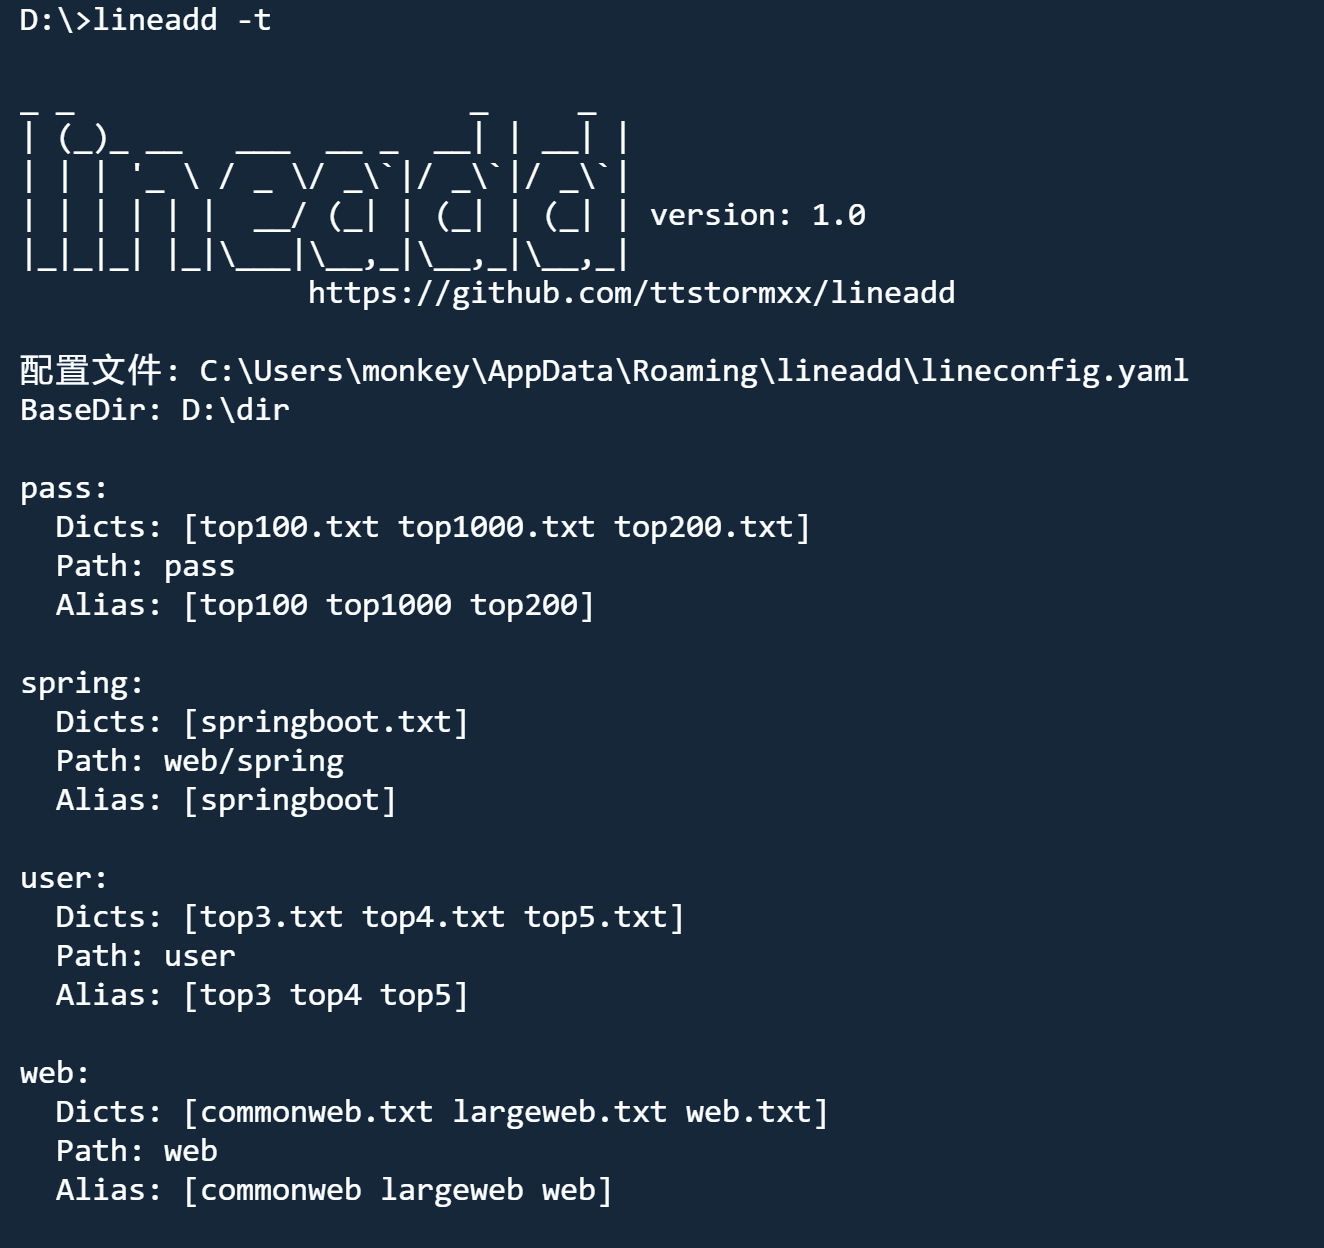 D:\>lineadd -t
_ _                      _     _
| (_)_ __   ___  __ _  __| | __| |
| | | '_ \ / _ \/ _\`|/ _\`|/ _\`|
| | | | | |  __/ (_| | (_| | (_| | version: 1.0
|_|_|_| |_|\___|\__,_|\__,_|\__,_|
https://github.com/ttstormxx/lineadd
配置文件: C:\Users\monkey\AppData\Roaming\lineadd\lineconfig.yaml
BaseDir: D:\dir
pass:
  Dicts: [top100.txt top1000.txt top200.txt]
  Path: pass
  Alias: [top100 top1000 top200]
spring:
  Dicts: [springboot.txt]
  Path: web/spring
  Alias: [springboot]
user:
  Dicts: [top3.txt top4.txt top5.txt]
  Path: user
  Alias: [top3 top4 top5]
web:
  Dicts: [commonweb.txt largeweb.txt web.txt]
  Path: web
  Alias: [commonweb largeweb web]